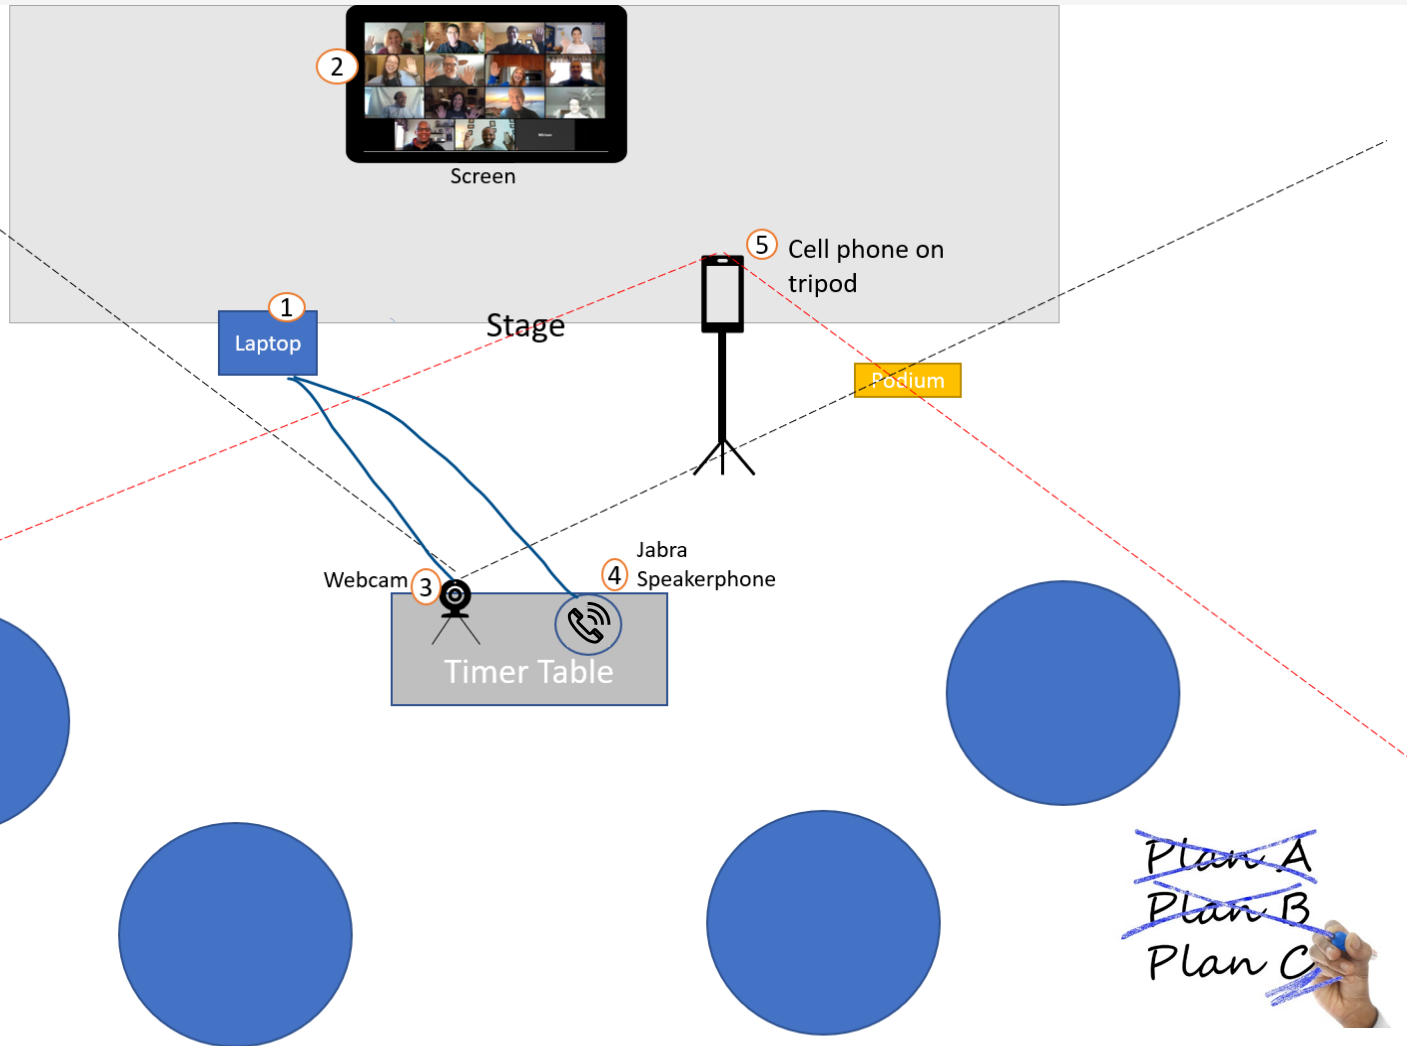 2
Screen
5
Cell phone on
tripod
1
Laptop
Stage
Podium
Webcam
3
4
Jabra
Speakerphone
Timer Table
Plan A
Plan B
Plan C